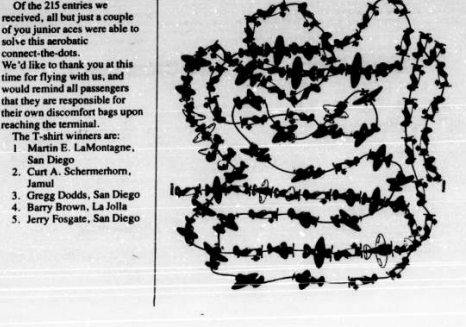 Of the 215 entries we
received, all but just a couple
of you junior aces were able to
solve this aerobatic
connect-the-dots.
We'd like to thank you at this
time for flying with us, and
would remind all passengers
that they are responsible for
their own discomfort bags upon
reaching the terminal.
The T-shirt winners are:
1 Martin E. LaMontagne,
San Diego
2. Curt A. Schermerhorn,
Jamul
3. Gregg Dodds, San Diego
4. Barry Brown, La Jolla
5. Jerry Fosgate, San Diego